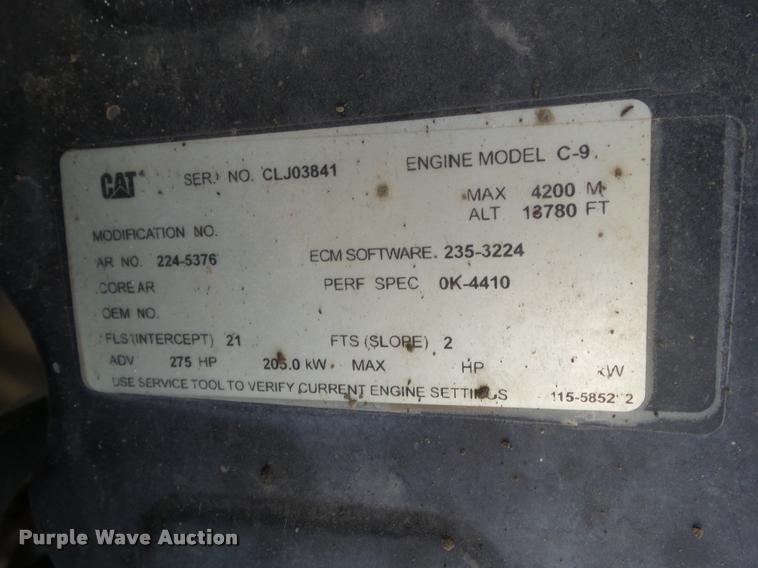 CAT SER. NO. CLJ03841 ENGINE MODEL C-9
MAX 4200 M
ALT 13780 FT
MODIFICATION NO.
AR NO. 224-5376 ECM SOFTWARE. 235-3224
CORE AR PERF SPEC 0K-4410
OEM NO.
FLS (INTERCEPT) 21 FTS (SLOPE) 2
ADV 275 HP 205.0 kW MAX HP kW
USE SERVICE TOOL TO VERIFY CURRENT ENGINE SETTINGS
Purple Wave Auction